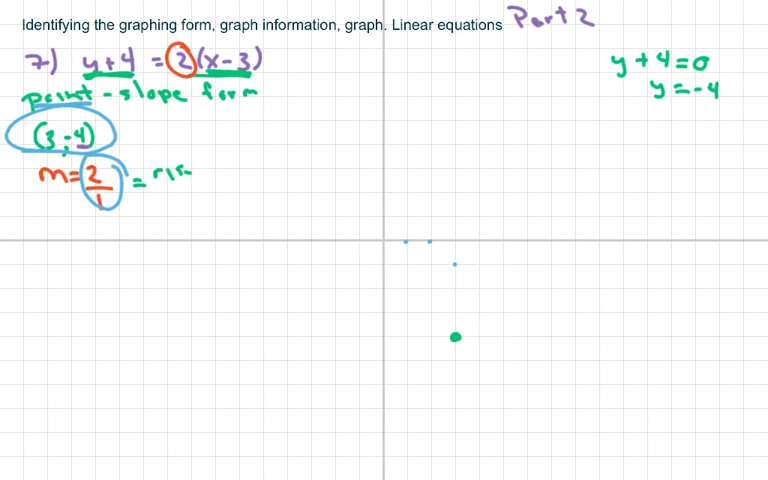 Identifying the graphing form, graph information, graph. Linear equations Part 2
7) y+4 = 2(x-3)
point-slope form
(3,-4)
m = 2/1 = ris
y + 4 = 0
y = -4